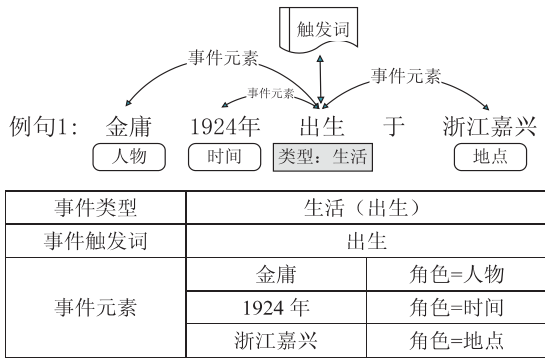 触发词
事件元素
事件元素
事件元素
例句1: 金庸 1924年 出生 于 浙江嘉兴
人物 时间 类型：生活 地点
事件类型 生活（出生）
事件触发词 出生
事件元素
金庸 角色=人物
1924 年 角色=时间
浙江嘉兴 角色=地点